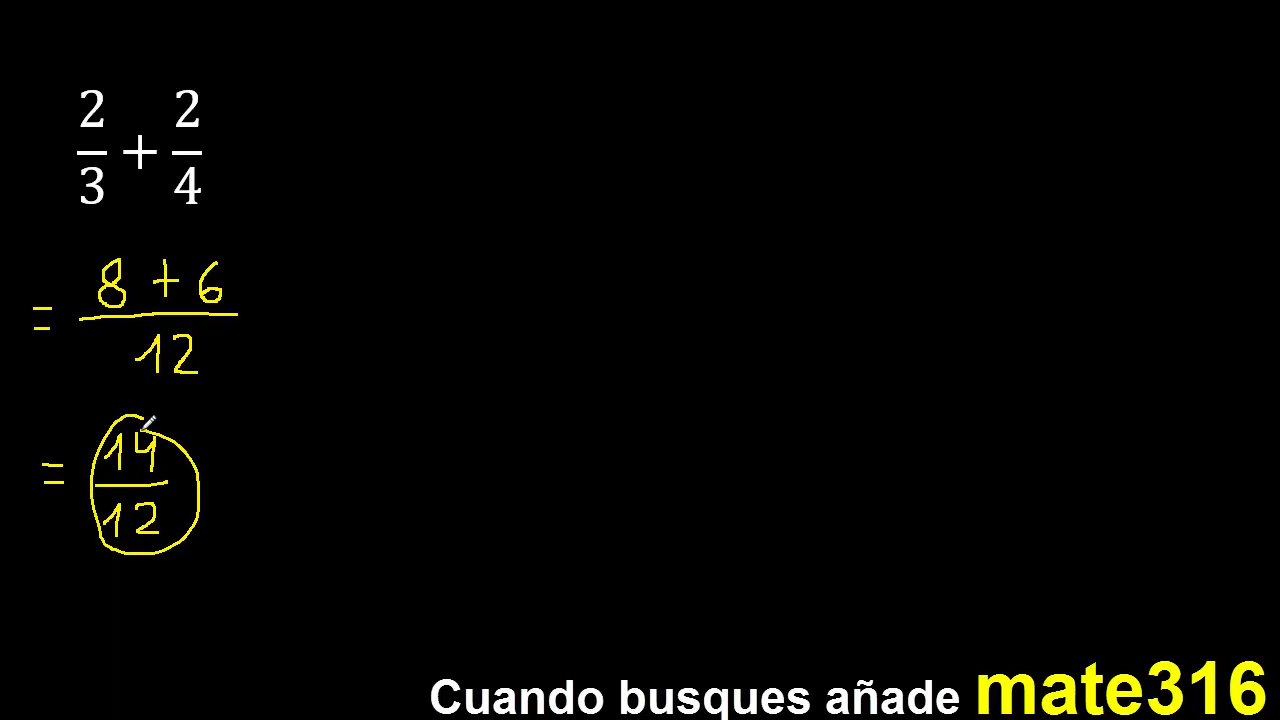 2/3 + 2/4
= (8 + 6)/12
= 14/12
Cuando busques añade mate316